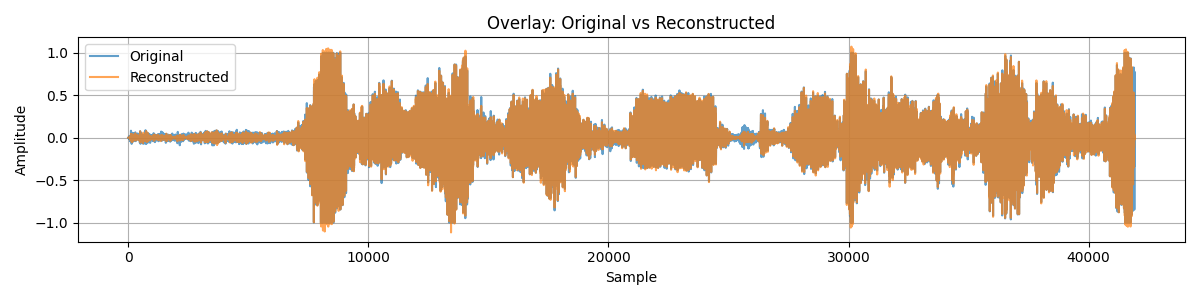 Overlay: Original vs Reconstructed
Original
Reconstructed
Amplitude
1.0
0.5
0.0
−0.5
−1.0
0
10000
20000
30000
40000
Sample